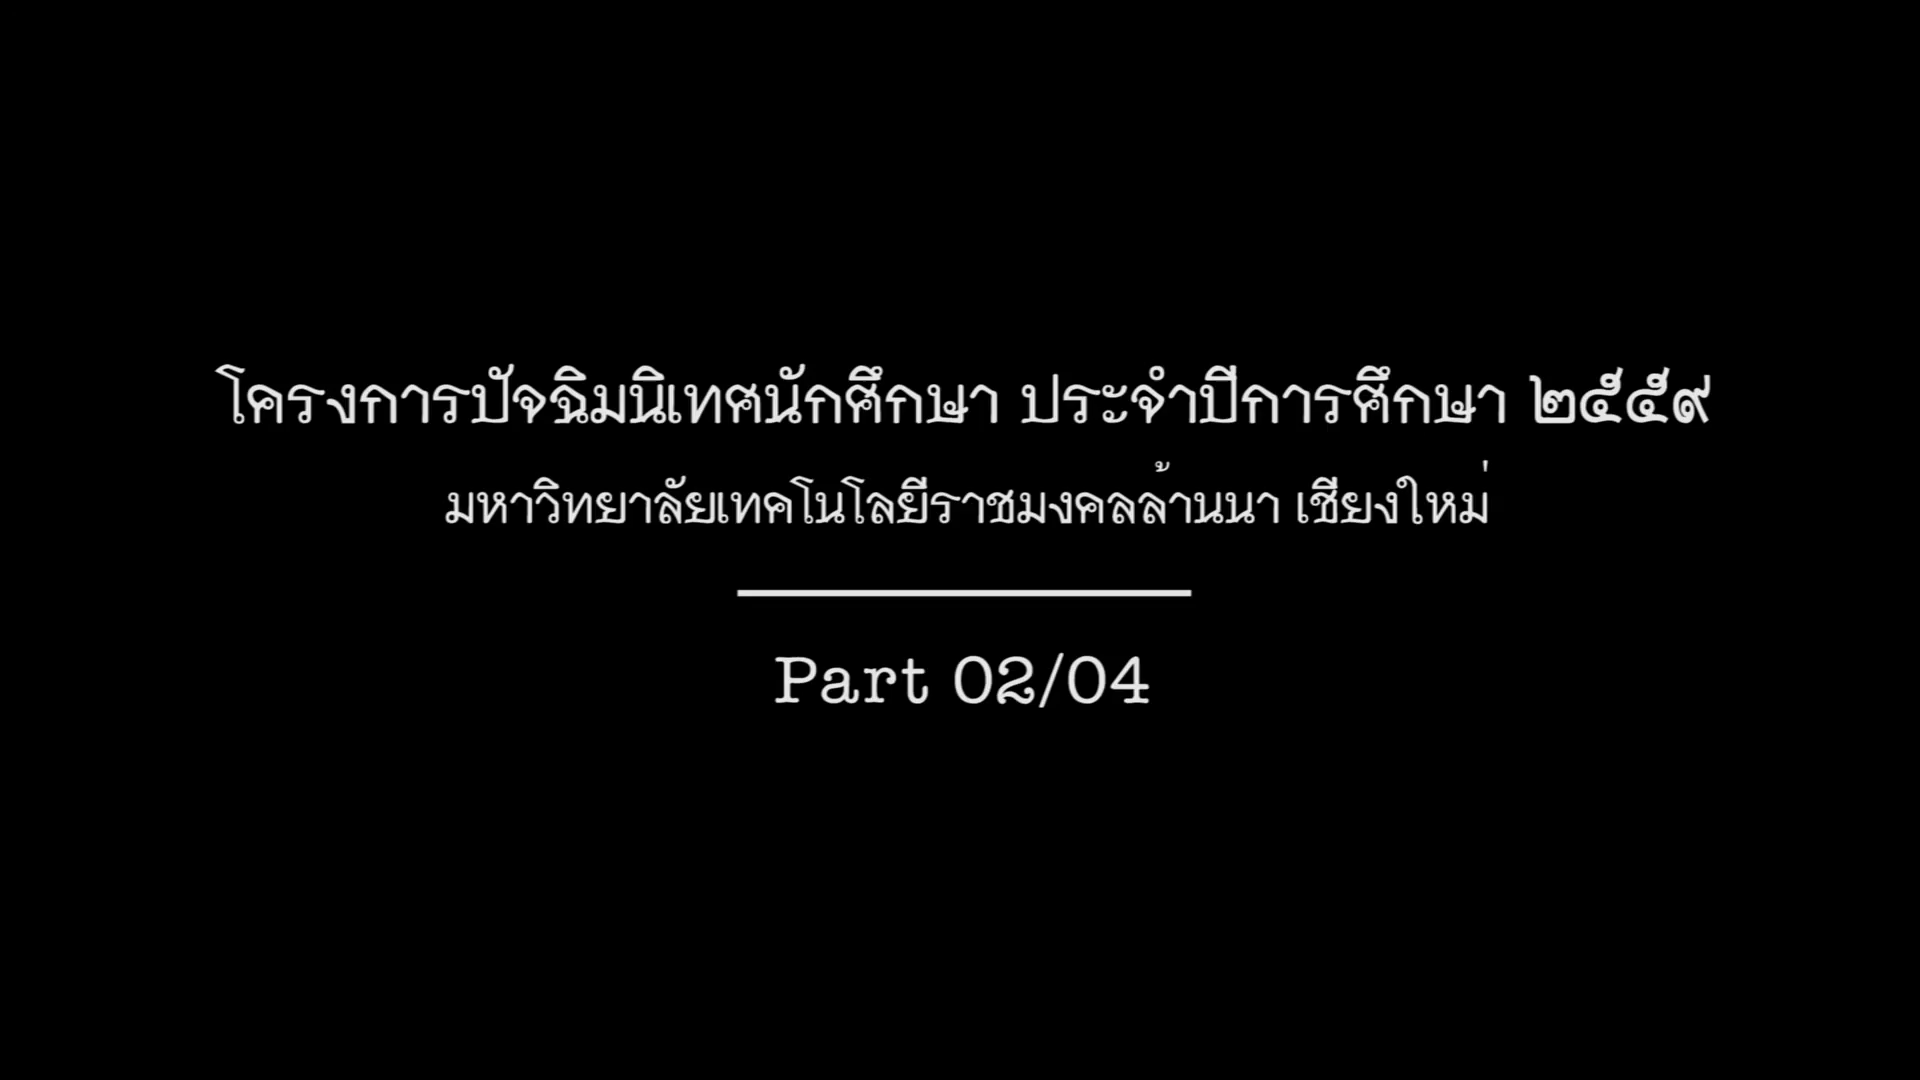 โครงการปัจฉิมนิเทศนักศึกษา ประจำปีการศึกษา ๒๕๕๙
มหาวิทยาลัยเทคโนโลยีราชมงคลล้านนา เชียงใหม่
Part 02/04